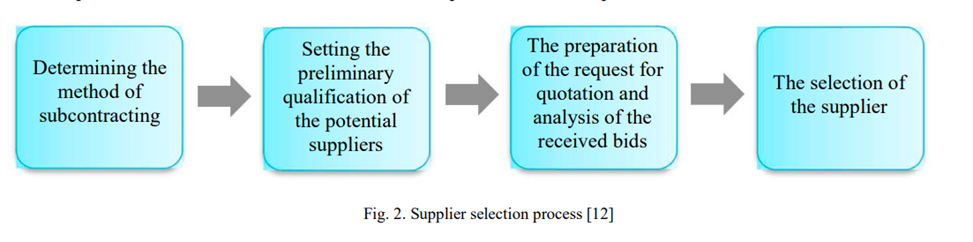 Determining the
method of
subcontracting
Setting the
preliminary
qualification of
the potential
suppliers
The preparation
of the request for
quotation and
analysis of the
received bids
The selection of
the supplier
Fig. 2. Supplier selection process [12]